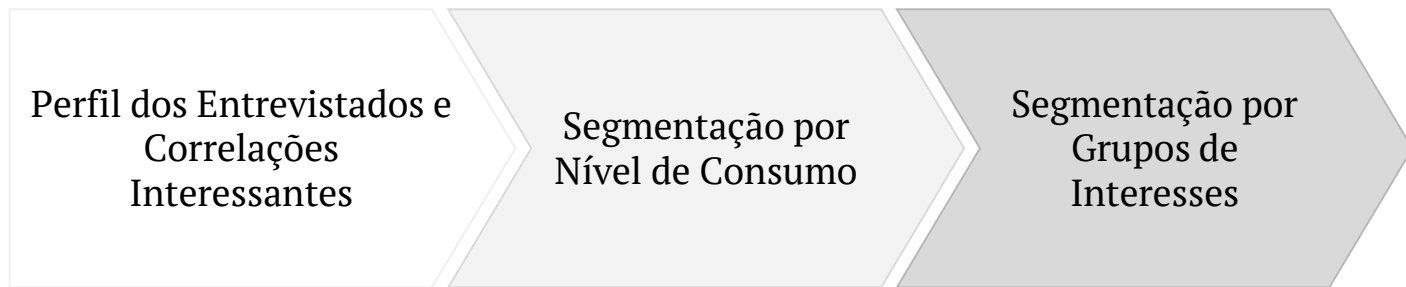 Perfil dos Entrevistados e
Correlações
Interessantes
Segmentação por
Nível de Consumo
Segmentação por
Grupos de
Interesses